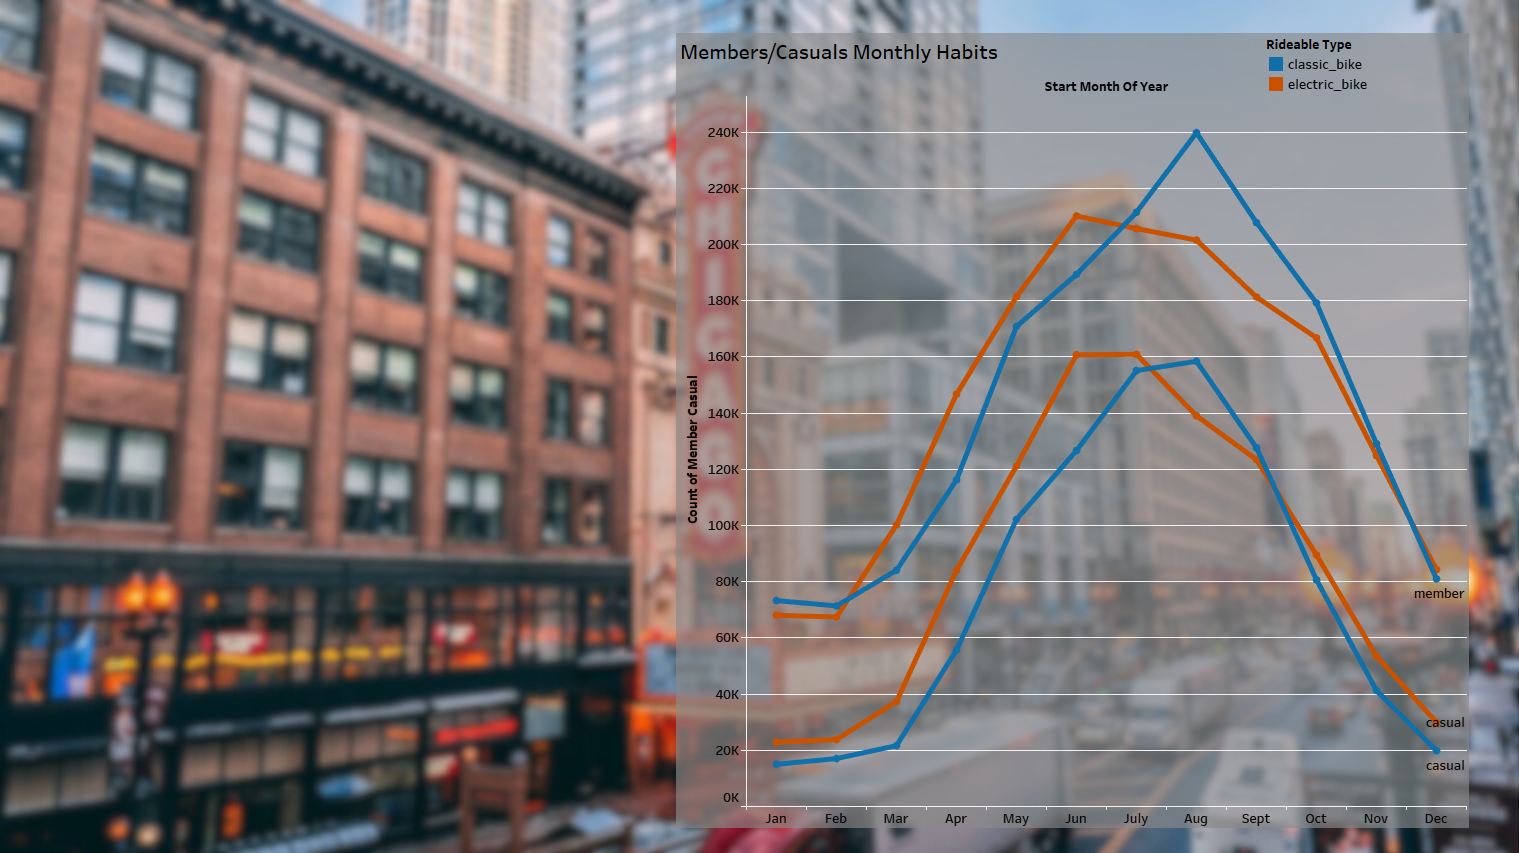 Members/Casuals Monthly Habits
Rideable Type
classic_bike
electric_bike
Start Month Of Year
Count of Member Casual
240K
220K
200K
180K
160K
140K
120K
100K
80K
60K
40K
20K
0K
member
casual
casual
Jan Feb Mar Apr May Jun July Aug Sept Oct Nov Dec
CHICAGO